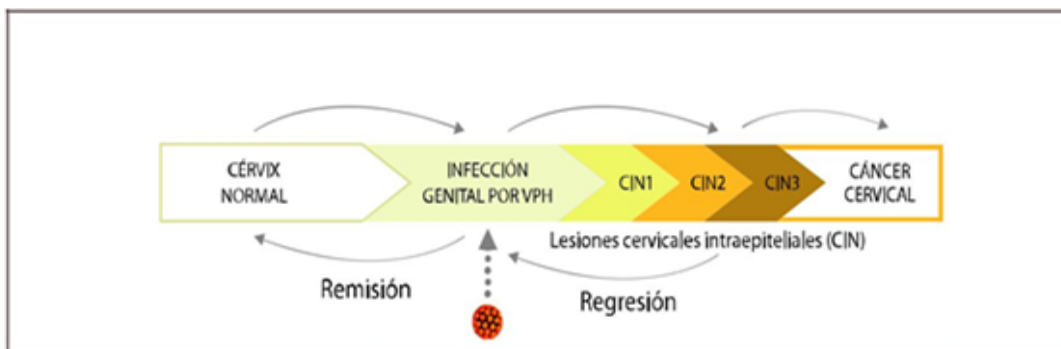 CÉRVIX
NORMAL
INFECCIÓN
GENITAL POR VPH
CIN1
CIN2
CIN3
CÁNCER
CERVICAL
Lesiones cervicales intraepiteliales (CIN)
Remisión
Regresión